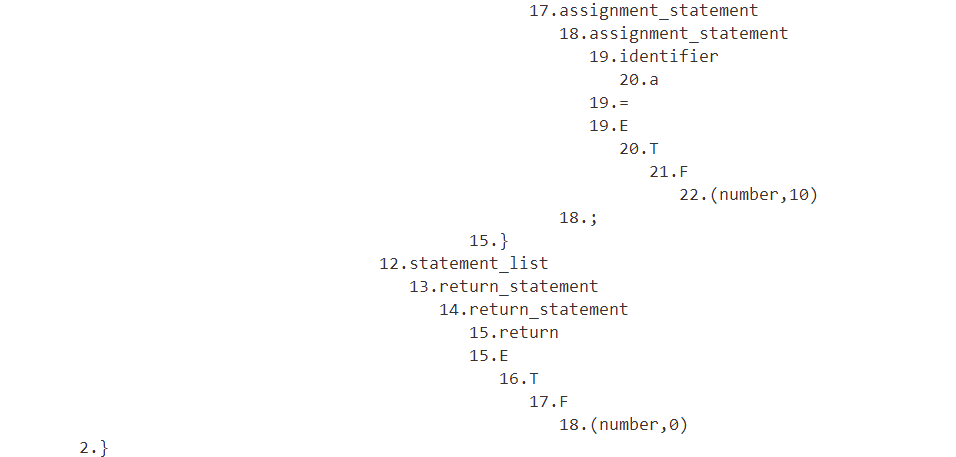 17.assignment_statement
18.assignment_statement
19.identifier
20.a
19.=
19.E
20.T
21.F
22.(number,10)
18.;
15.}
12.statement_list
13.return_statement
14.return_statement
15.return
15.E
16.T
17.F
18.(number,0)
2.}